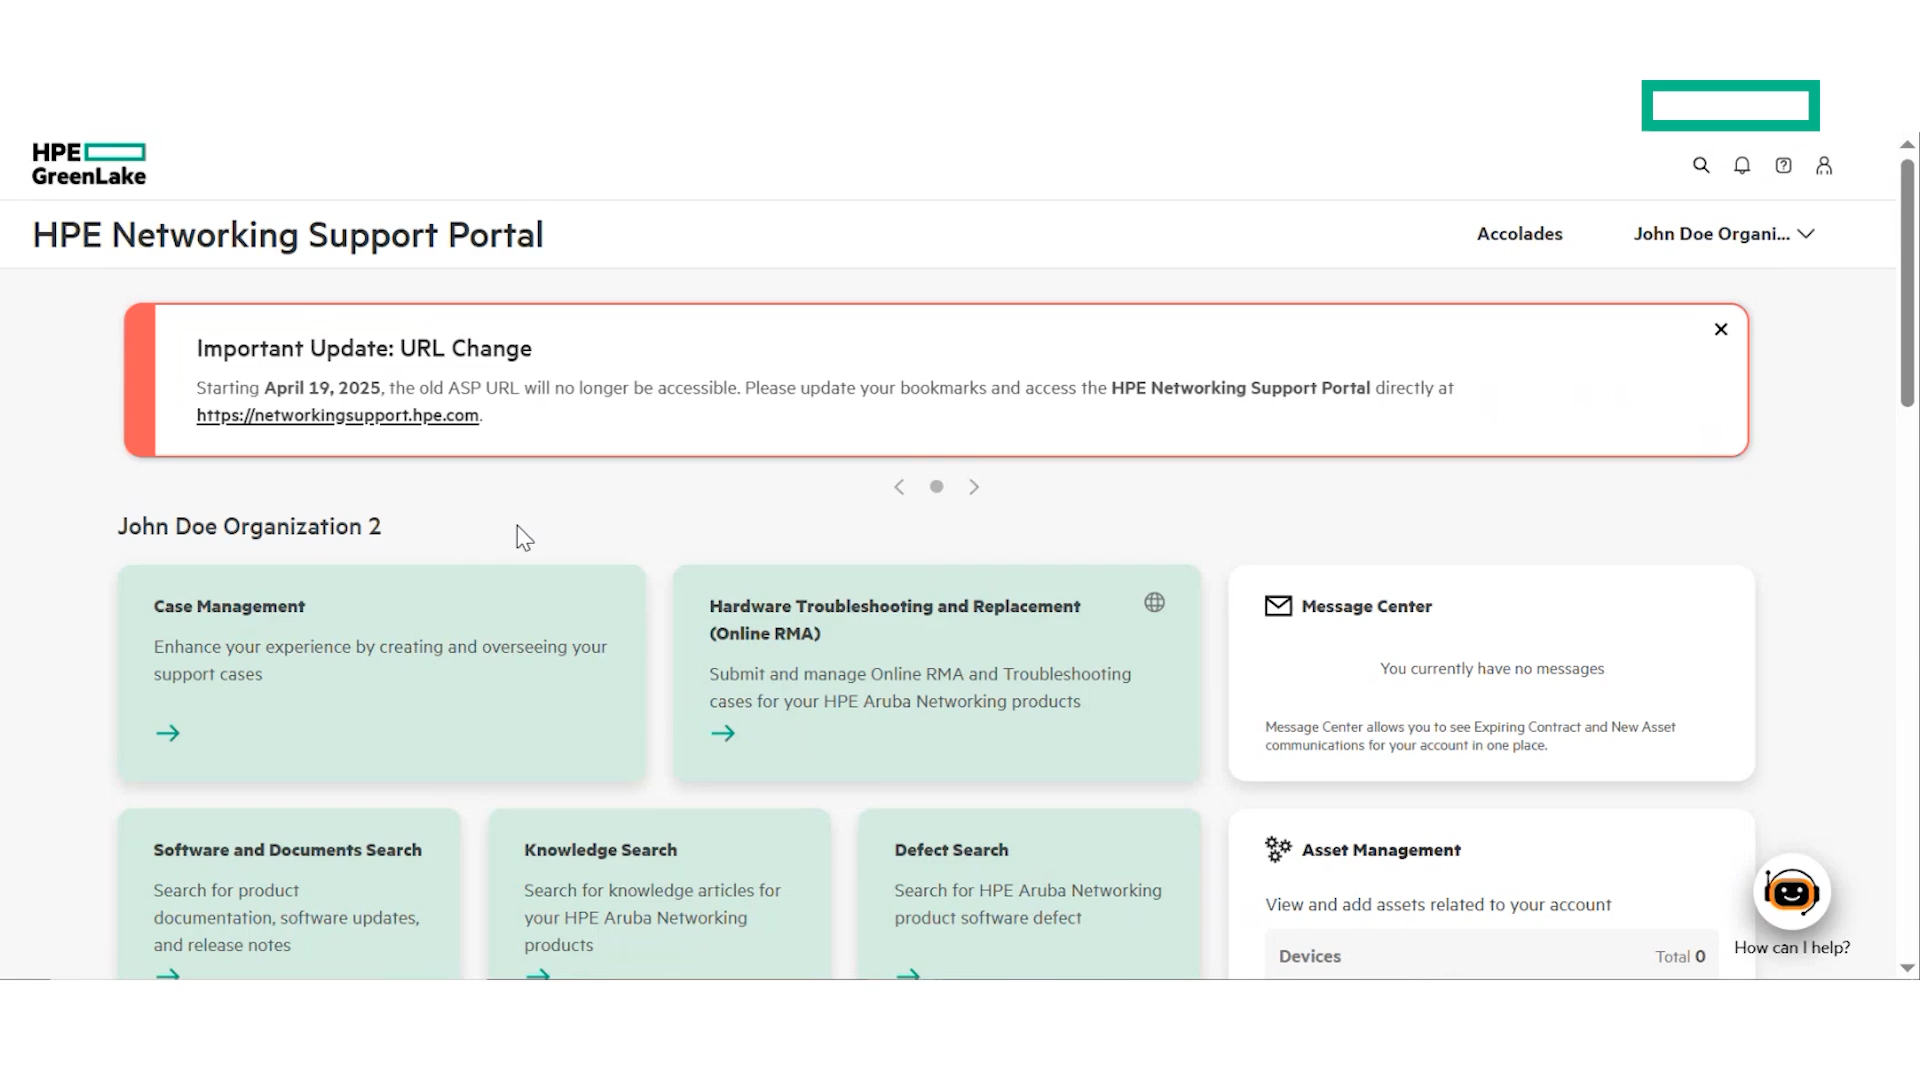 HPE
GreenLake
HPE Networking Support Portal
Accolades
John Doe Organi...
Important Update: URL Change
Starting April 19, 2025, the old ASP URL will no longer be accessible. Please update your bookmarks and access the HPE Networking Support Portal directly at
https://networkingsupport.hpe.com.
John Doe Organization 2
Case Management
Enhance your experience by creating and overseeing your
support cases
Hardware Troubleshooting and Replacement
(Online RMA)
Submit and manage Online RMA and Troubleshooting
cases for your HPE Aruba Networking products
Message Center
You currently have no messages
Message Center allows you to see Expiring Contract and New Asset
communications for your account in one place.
Software and Documents Search
Search for product
documentation, software updates,
and release notes
Knowledge Search
Search for knowledge articles for
your HPE Aruba Networking
products
Defect Search
Search for HPE Aruba Networking
product software defect
Asset Management
View and add assets related to your account
Devices Total 0
How can I help?